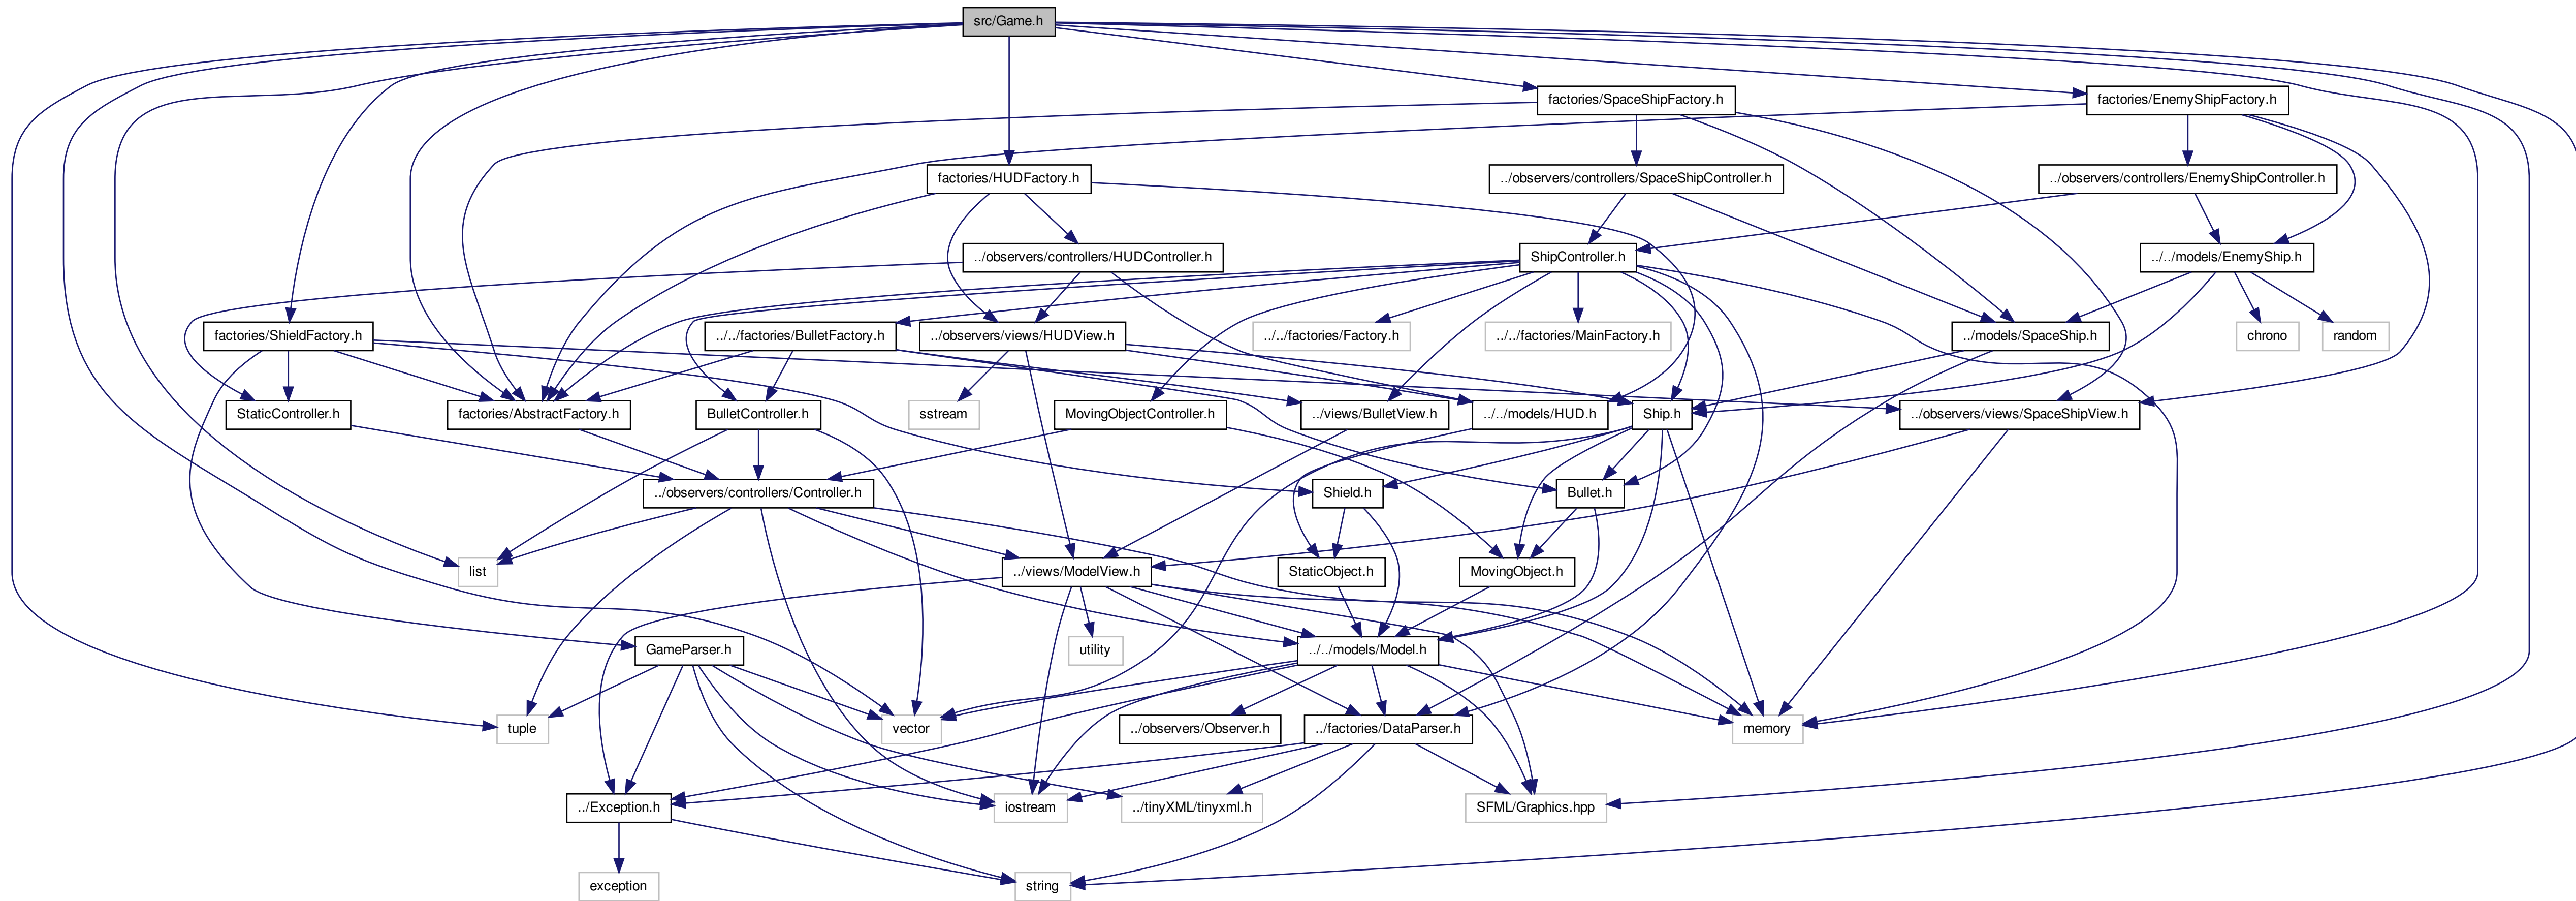 src/Game.h
factories/SpaceShipFactory.h
factories/EnemyShipFactory.h
factories/HUDFactory.h
../observers/controllers/SpaceShipController.h
../observers/controllers/EnemyShipController.h
../observers/controllers/HUDController.h
ShipController.h
../../models/EnemyShip.h
factories/ShieldFactory.h
../../factories/BulletFactory.h
../observers/views/HUDView.h
../../factories/Factory.h
../../factories/MainFactory.h
../models/SpaceShip.h
chrono
random
StaticController.h
factories/AbstractFactory.h
BulletController.h
sstream
MovingObjectController.h
../views/BulletView.h
../../models/HUD.h
Ship.h
../observers/views/SpaceShipView.h
../observers/controllers/Controller.h
Shield.h
Bullet.h
list
../views/ModelView.h
StaticObject.h
MovingObject.h
GameParser.h
utility
../../models/Model.h
tuple
vector
../observers/Observer.h
../factories/DataParser.h
memory
../Exception.h
iostream
../tinyXML/tinyxml.h
SFML/Graphics.hpp
exception
string